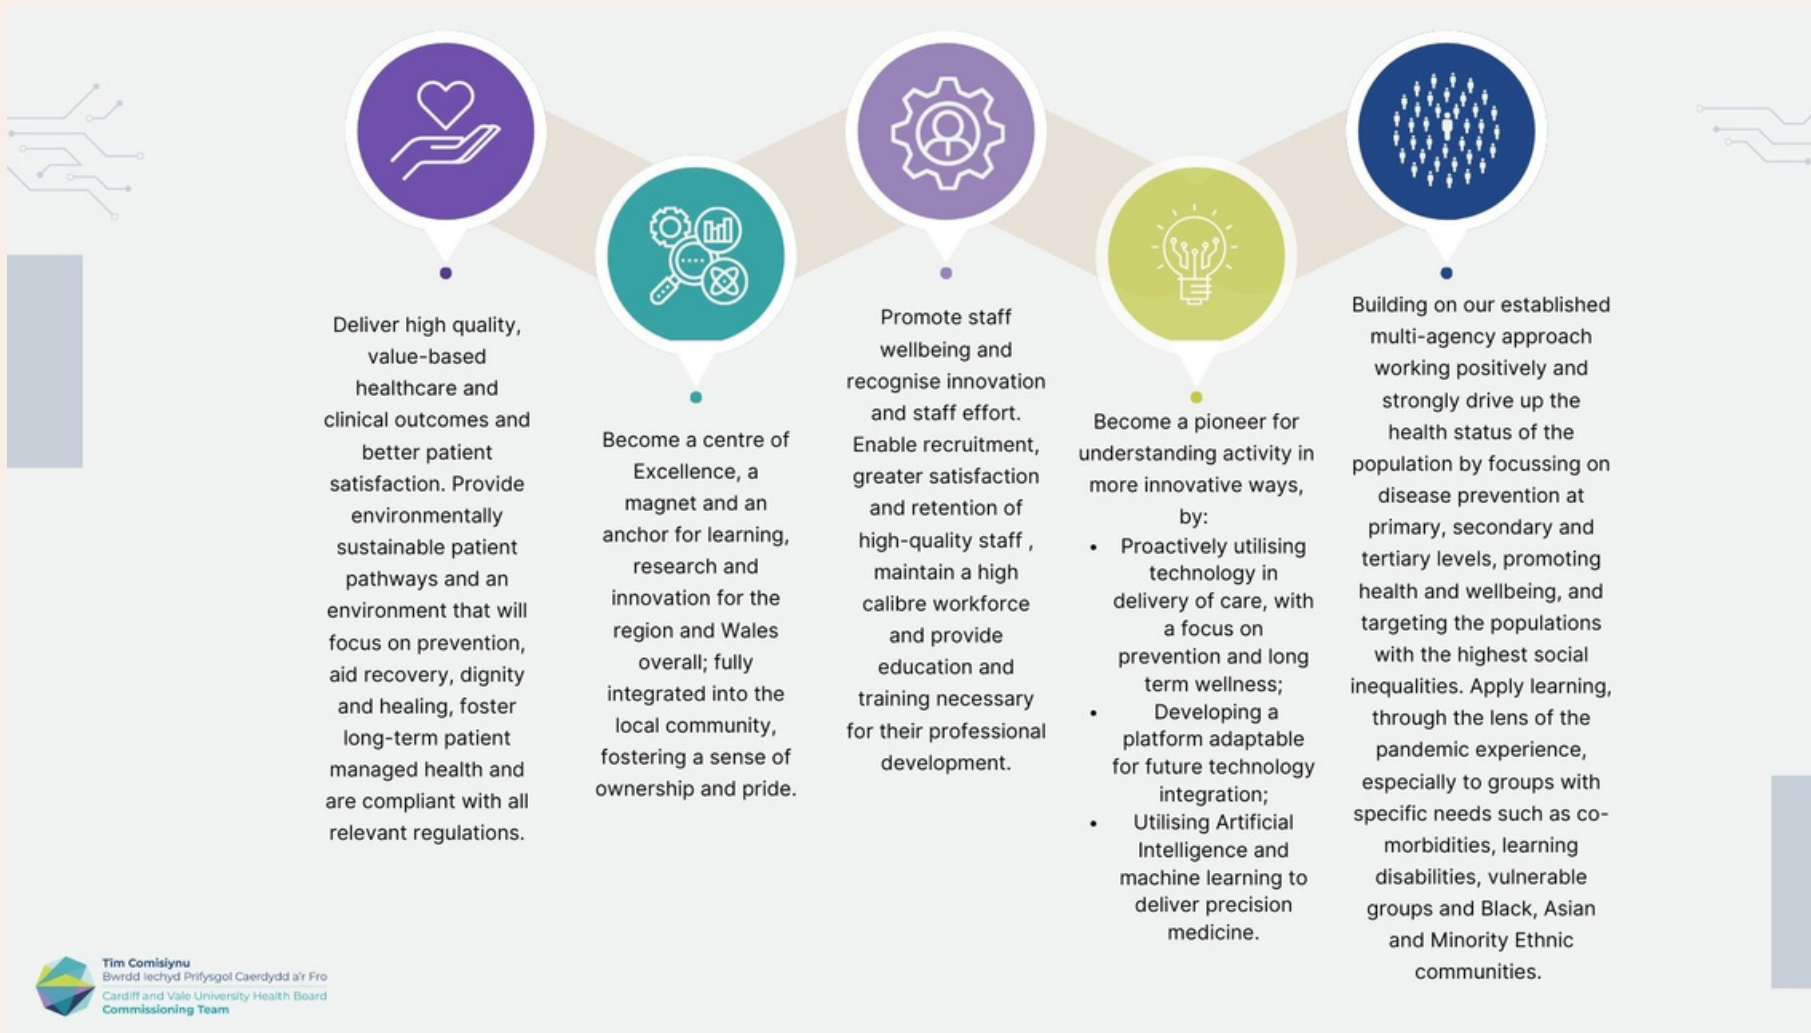 Deliver high quality,
value-based
healthcare and
clinical outcomes and
better patient
satisfaction. Provide
environmentally
sustainable patient
pathways and an
environment that will
focus on prevention,
aid recovery, dignity
and healing, foster
long-term patient
managed health and
are compliant with all
relevant regulations.
Become a centre of
Excellence, a
magnet and an
anchor for learning,
research and
innovation for the
region and Wales
overall; fully
integrated into the
local community,
fostering a sense of
ownership and pride.
Promote staff
wellbeing and
recognise innovation
and staff effort.
Enable recruitment,
greater satisfaction
and retention of
high-quality staff ,
maintain a high
calibre workforce
and provide
education and
training necessary
for their professional
development.
Become a pioneer for
understanding activity in
more innovative ways,
by:
• Proactively utilising
technology in
delivery of care, with
a focus on
prevention and long
term wellness;
• Developing a
platform adaptable
for future technology
integration;
• Utilising Artificial
Intelligence and
machine learning to
deliver precision
medicine.
Building on our established
multi-agency approach
working positively and
strongly drive up the
health status of the
population by focussing on
disease prevention at
primary, secondary and
tertiary levels, promoting
health and wellbeing, and
targeting the populations
with the highest social
inequalities. Apply learning,
through the lens of the
pandemic experience,
especially to groups with
specific needs such as co-
morbidities, learning
disabilities, vulnerable
groups and Black, Asian
and Minority Ethnic
communities.
Tim Comisiynu
Bwrdd Iechyd Prifysgol Caerdydd a'r Fro
Cardiff and Vale University Health Board
Commissioning Team